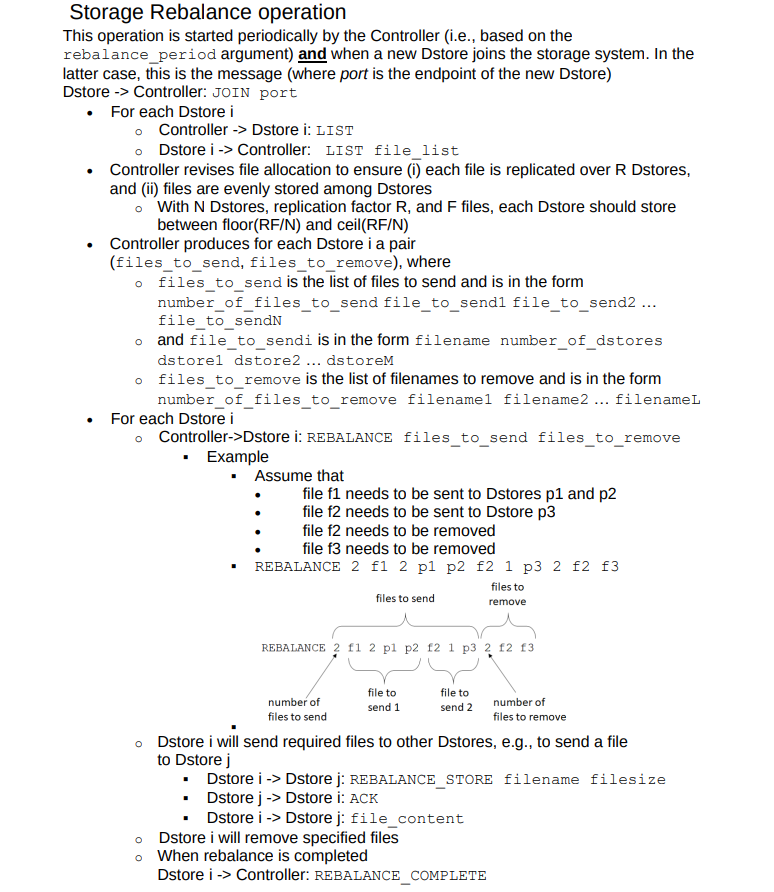 Storage Rebalance operation
This operation is started periodically by the Controller (i.e., based on the
rebalance_period argument) and when a new Dstore joins the storage system. In the
latter case, this is the message (where port is the endpoint of the new Dstore)
Dstore -> Controller: JOIN port
• For each Dstore i
o Controller -> Dstore i: LIST
o Dstore i -> Controller: LIST file_list
• Controller revises file allocation to ensure (i) each file is replicated over R Dstores,
and (ii) files are evenly stored among Dstores
o With N Dstores, replication factor R, and F files, each Dstore should store
between floor(RF/N) and ceil(RF/N)
• Controller produces for each Dstore i a pair
(files_to_send, files_to_remove), where
o files_to_send is the list of files to send and is in the form
number_of_files_to_send file_to_send1 file_to_send2 …
file_to_sendN
o and file_to_sendi is in the form filename number_of_dstores
dstore1 dstore2 … dstoreM
o files_to_remove is the list of filenames to remove and is in the form
number_of_files_to_remove filename1 filename2 … filenameL
• For each Dstore i
o Controller->Dstore i: REBALANCE files_to_send files_to_remove
▪ Example
▪ Assume that
• file f1 needs to be sent to Dstores p1 and p2
• file f2 needs to be sent to Dstore p3
• file f2 needs to be removed
• file f3 needs to be removed
▪ REBALANCE 2 f1 2 p1 p2 f2 1 p3 2 f2 f3
files to send
files to
remove
REBALANCE 2 f1 2 p1 p2 f2 1 p3 2 f2 f3
number of
files to send
file to
send 1
file to
send 2
number of
files to remove
▪
o Dstore i will send required files to other Dstores, e.g., to send a file
to Dstore j
▪ Dstore i -> Dstore j: REBALANCE_STORE filename filesize
▪ Dstore j -> Dstore i: ACK
▪ Dstore i -> Dstore j: file_content
o Dstore i will remove specified files
o When rebalance is completed
Dstore i -> Controller: REBALANCE_COMPLETE